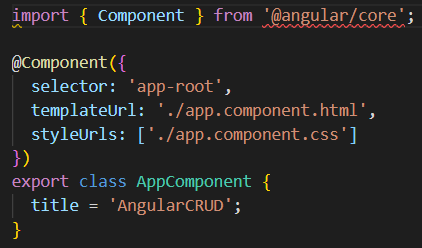 import { Component } from '@angular/core';
@Component({
selector: 'app-root',
templateUrl: './app.component.html',
styleUrls: ['./app.component.css']
})
export class AppComponent {
title = 'AngularCRUD';
}